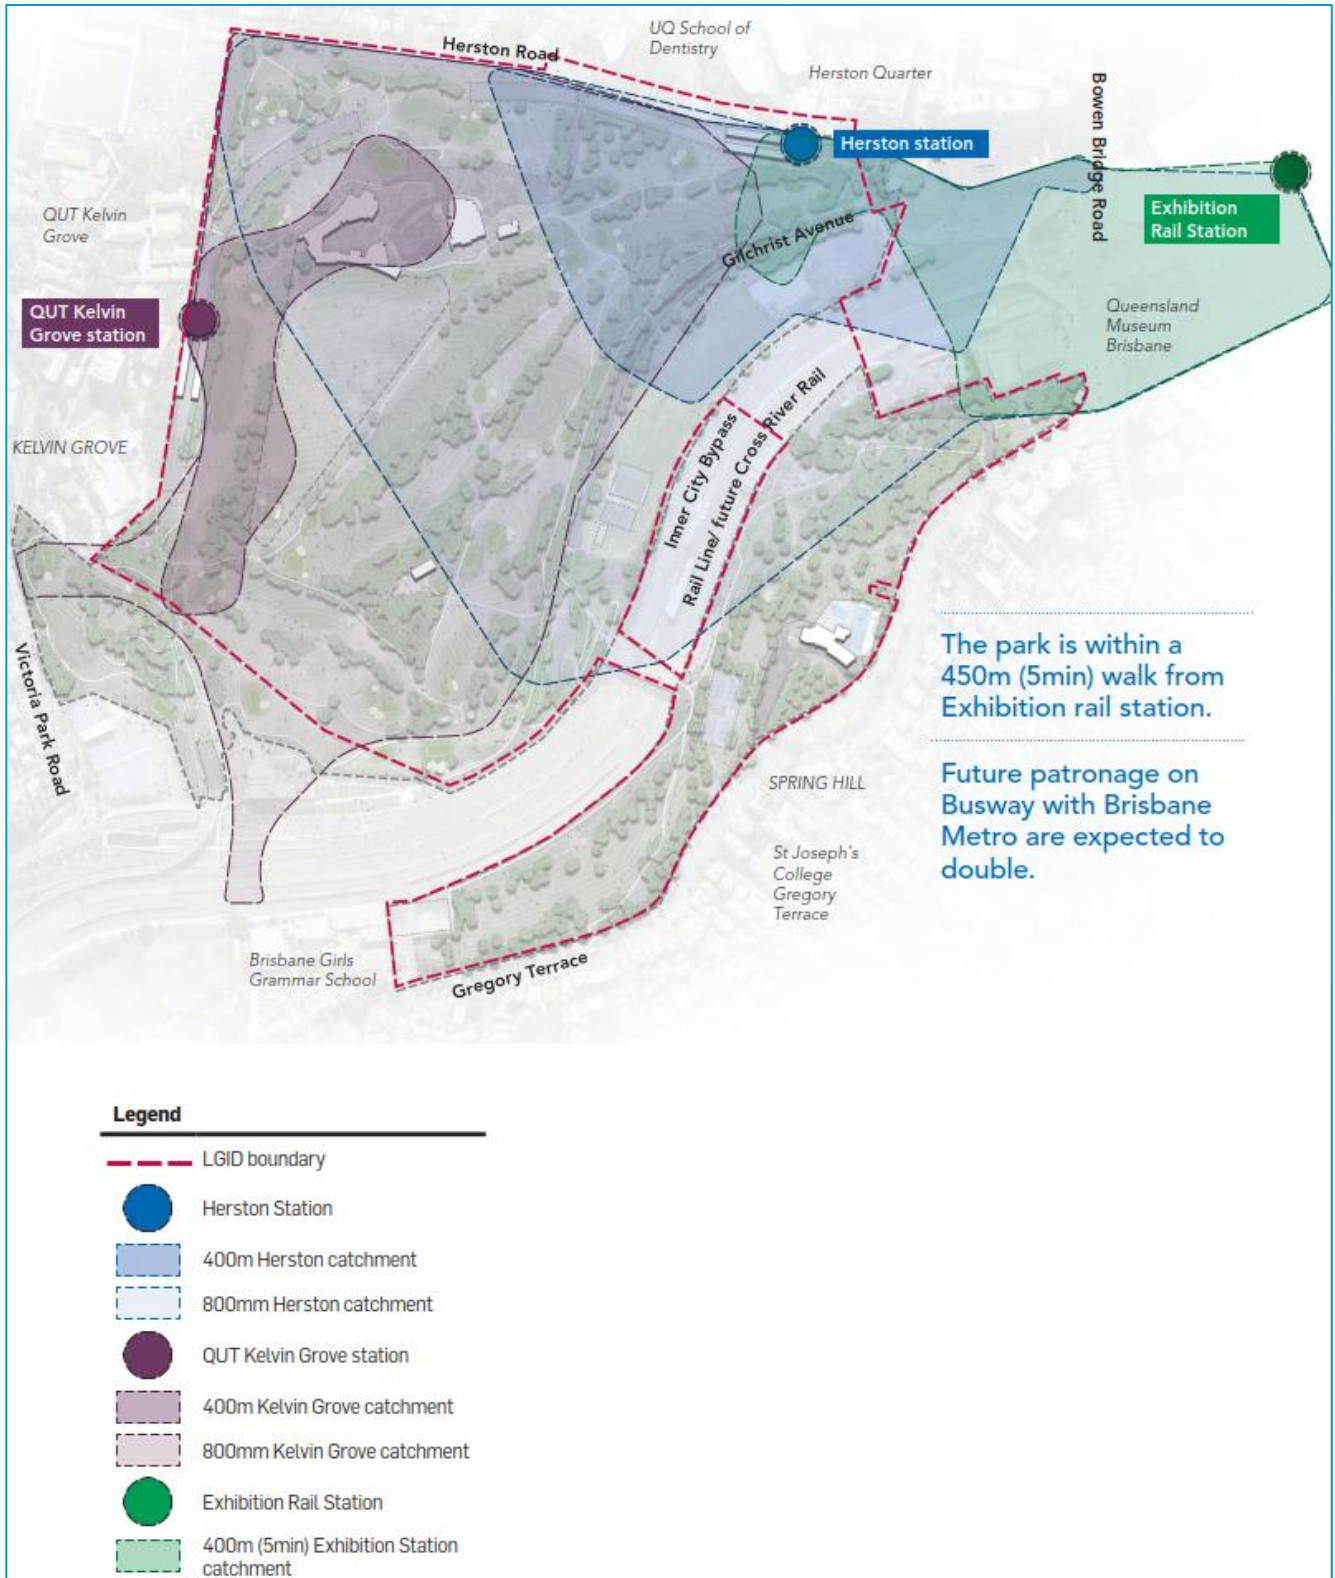 UQ School of
Dentistry
Herston Road
Herston Quarter
Bowen Bridge Road
Herston station
QUT Kelvin
Grove
Exhibition
Rail Station
Gilchrist Avenue
QUT Kelvin
Grove station
Queensland
Museum
Brisbane
KELVIN GROVE
Inner City Bypass
Rail Line/ future Cross River Rail
The park is within a
450m (5min) walk from
Exhibition rail station.
Victoria Park Road
Future patronage on
Busway with Brisbane
Metro are expected to
double.
SPRING HILL
St Joseph's
College
Gregory
Terrace
Brisbane Girls
Grammar School
Gregory Terrace
Legend
LGID boundary
Herston Station
400m Herston catchment
800mm Herston catchment
QUT Kelvin Grove station
400m Kelvin Grove catchment
800mm Kelvin Grove catchment
Exhibition Rail Station
400m (5min) Exhibition Station
catchment